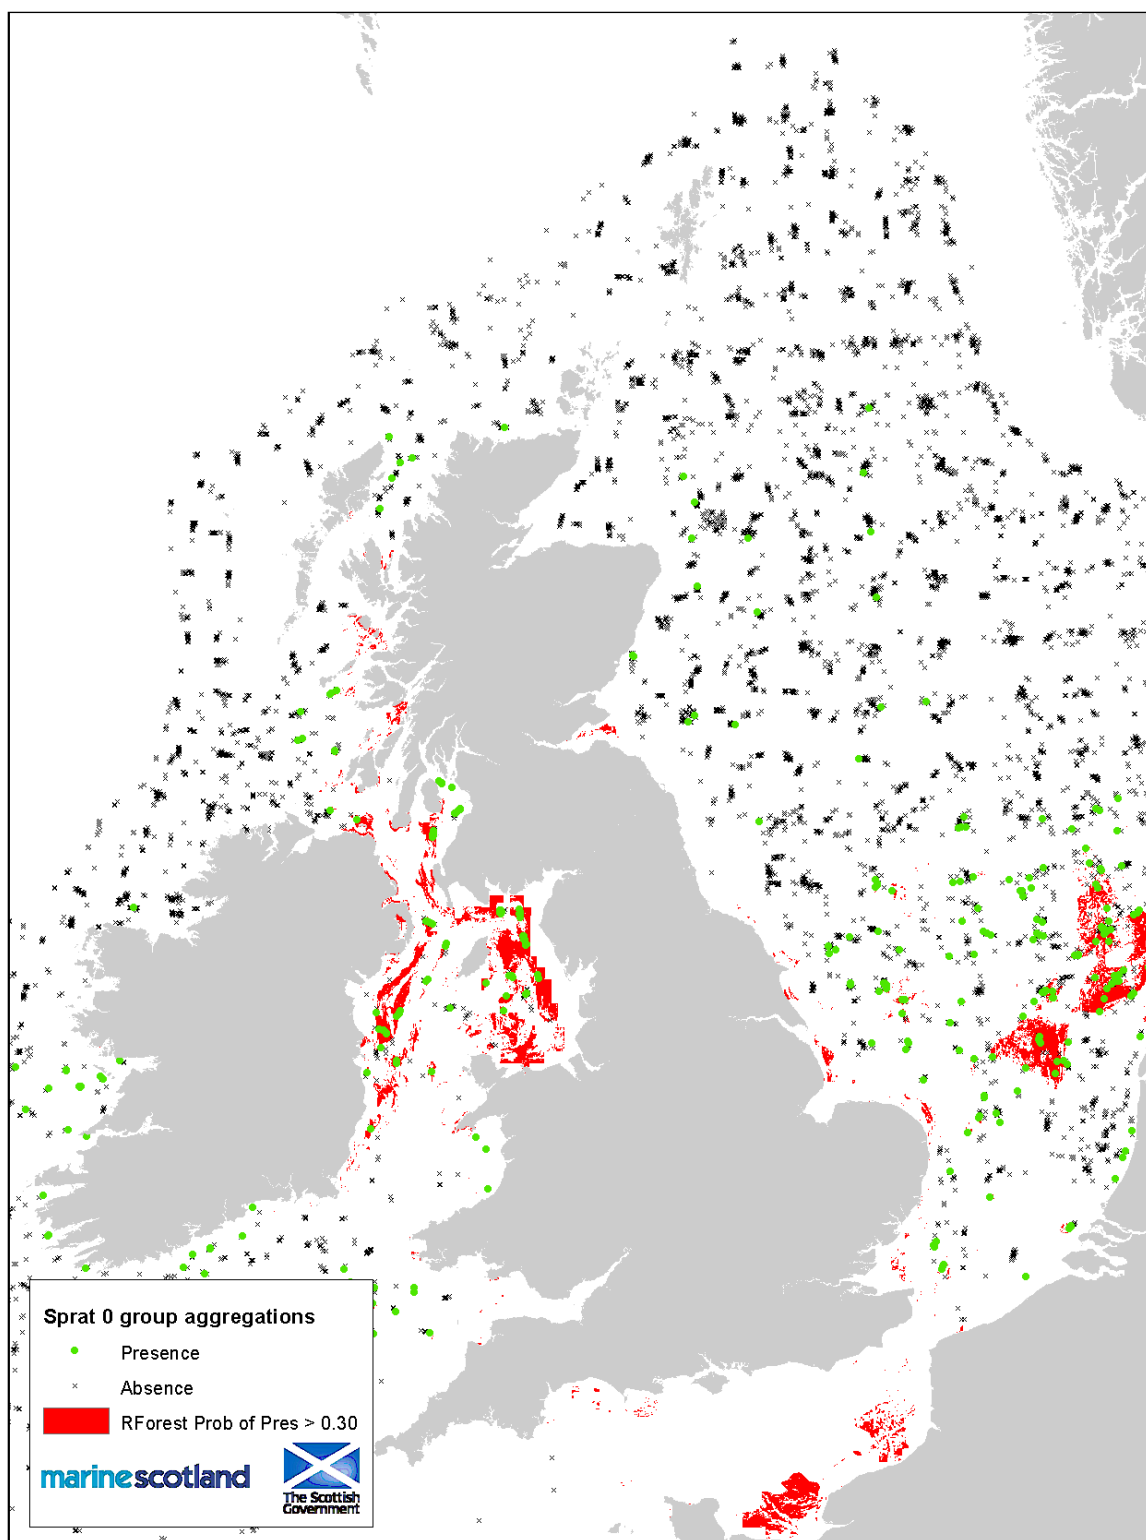 Sprat 0 group aggregations
Presence
Absence
RForest Prob of Pres > 0.30
marinescotland
The Scottish
Government